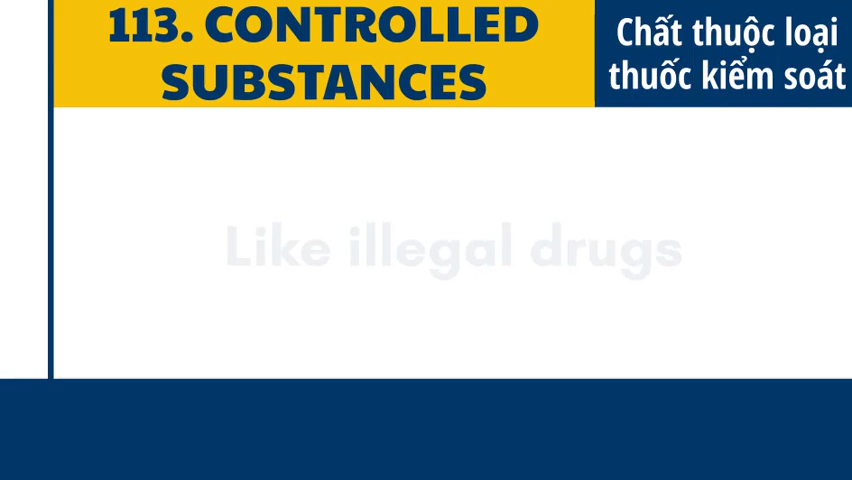 113. CONTROLLED
SUBSTANCES
Chất thuộc loại
thuốc kiểm soát
Like illegal drugs